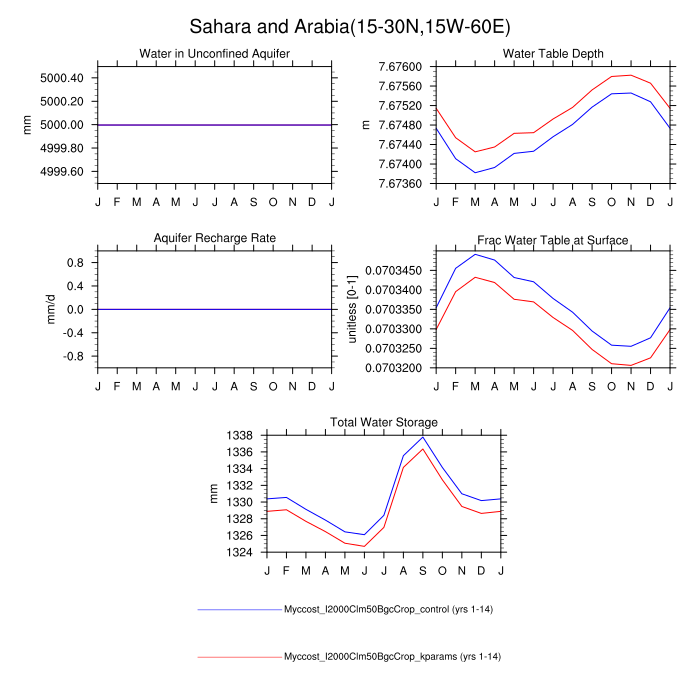 Sahara and Arabia(15-30N,15W-60E)
Water in Unconfined Aquifer
5000.40
5000.20
5000.00
4999.80
4999.60
mm
J F M A M J J A S O N D J
Water Table Depth
7.67600
7.67520
7.67480
7.67440
7.67400
7.67360
m
J F M A M J J A S O N D J
Aquifer Recharge Rate
0.8
0.4
0.0
-0.4
-0.8
mm/d
J F M A M J J A S O N D J
Frac Water Table at Surface
0.0703450
0.0703400
0.0703350
0.0703300
0.0703250
0.0703200
unitless [0-1]
J F M A M J J A S O N D J
Total Water Storage
1338
1336
1334
1332
1330
1328
1326
1324
mm
J F M A M J J A S O N D J
Myccost_I2000Clm50BgcCrop_control (yrs 1-14)
Myccost_I2000Clm50BgcCrop_kparams (yrs 1-14)